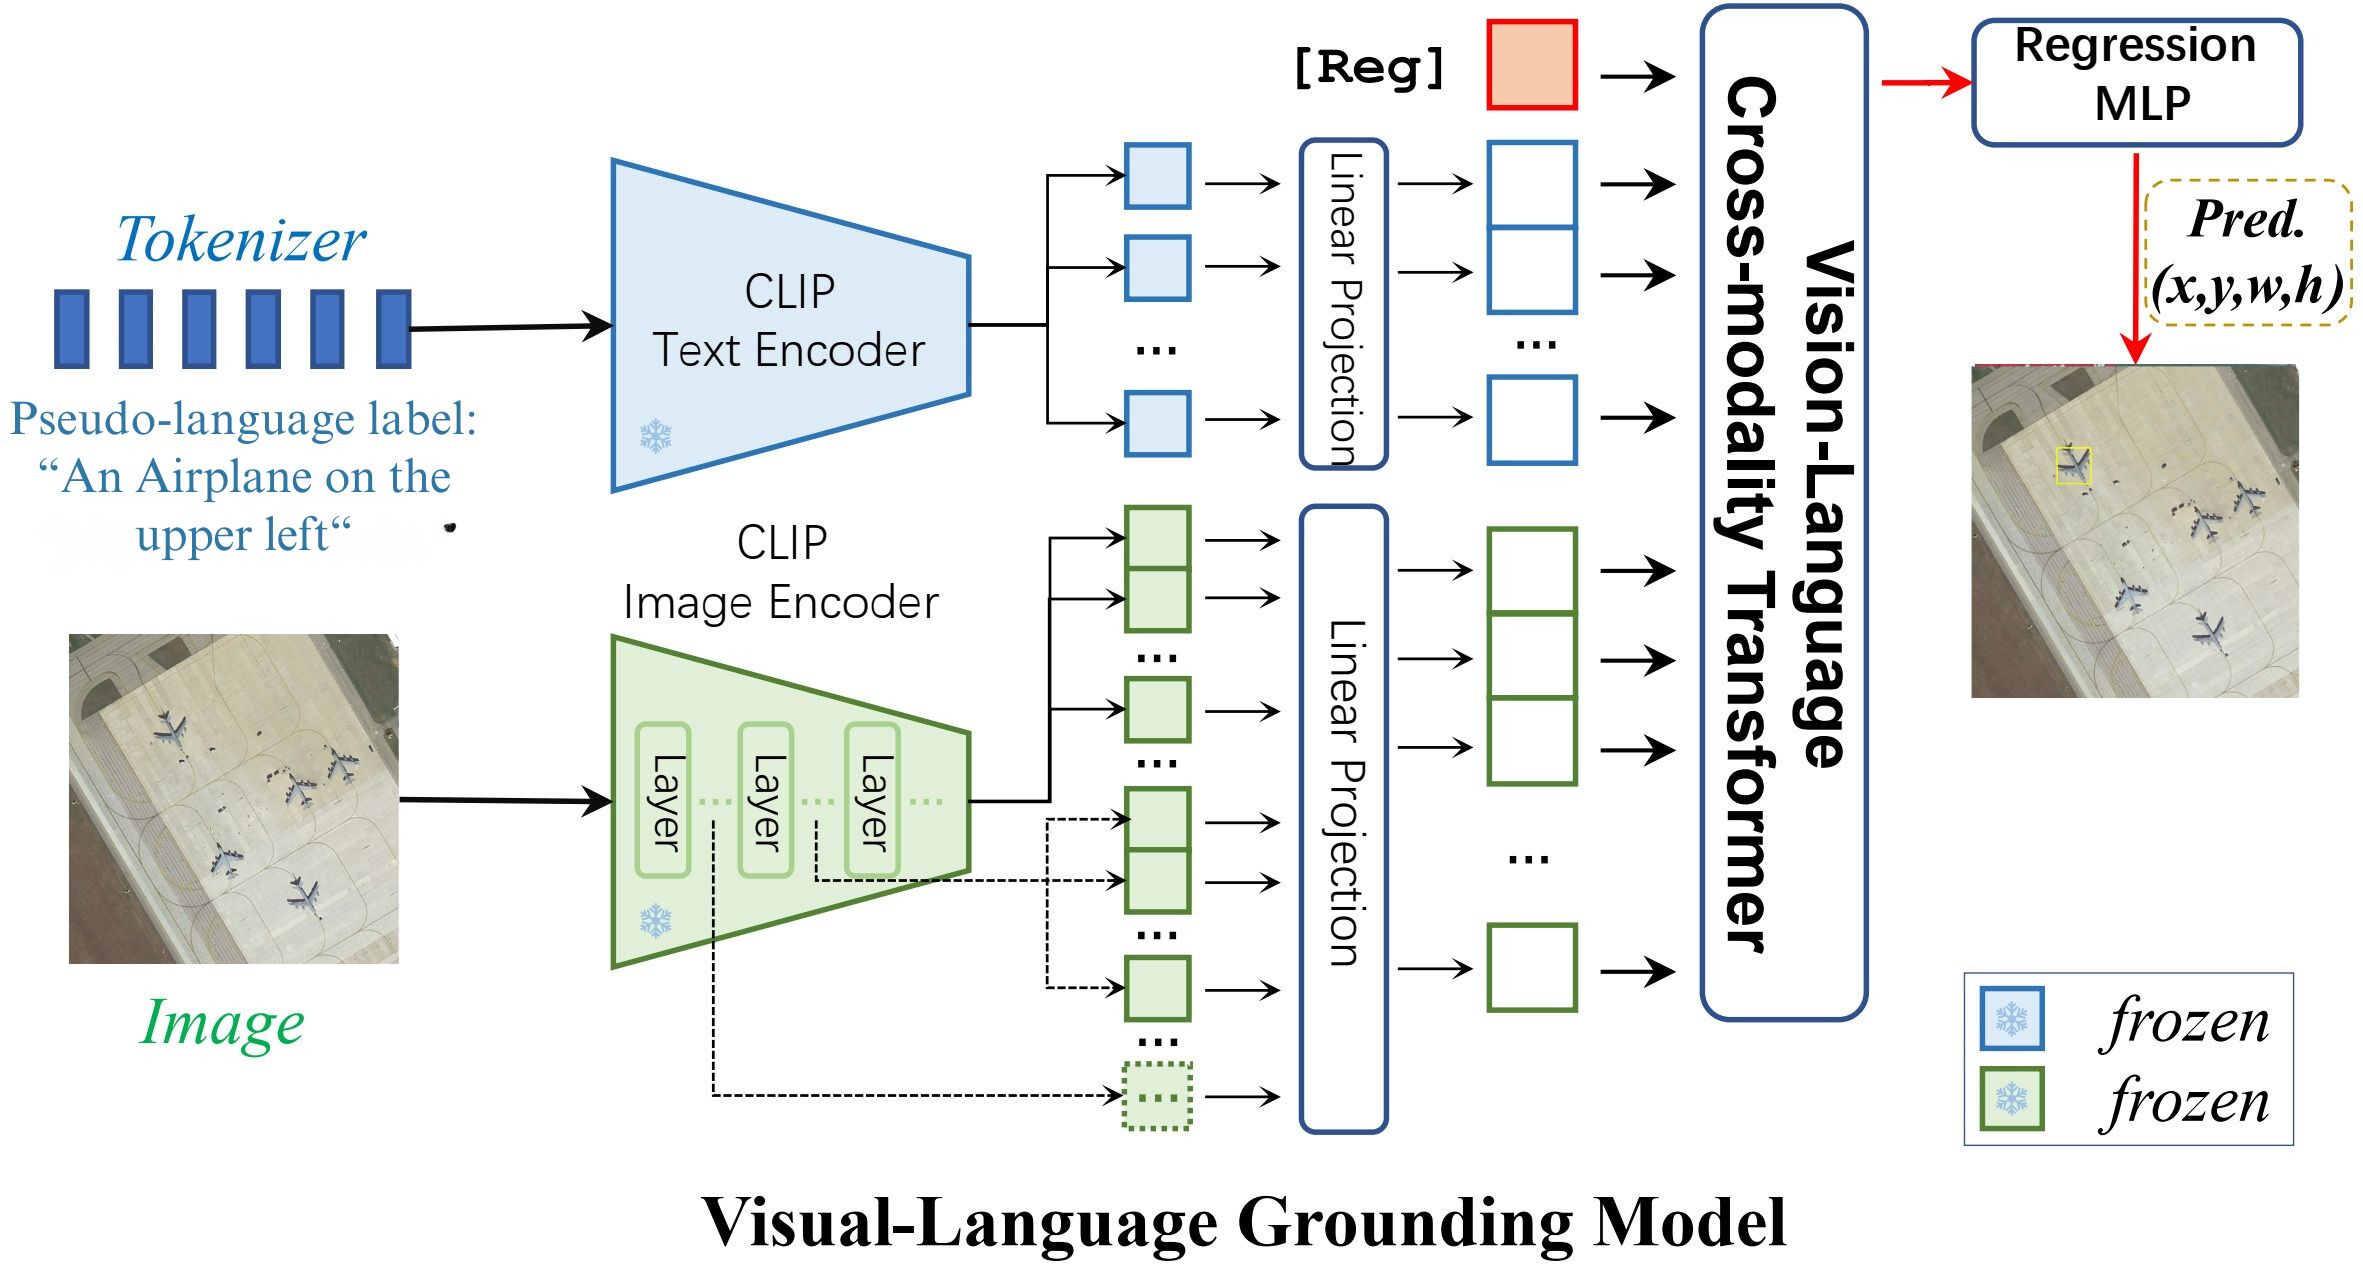 [Reg]
Regression
MLP
Tokenizer
CLIP
Text Encoder
Linear Projection
Pred.
(x,y,w,h)
Pseudo-language label:
“An Airplane on the
upper left“
...
...
CLIP
Image Encoder
Layer
...
Layer
...
Layer
...
...
...
...
...
...
Linear Projection
...
Vision-Language
Cross-modality Transformer
Image
frozen
frozen
Visual-Language Grounding Model